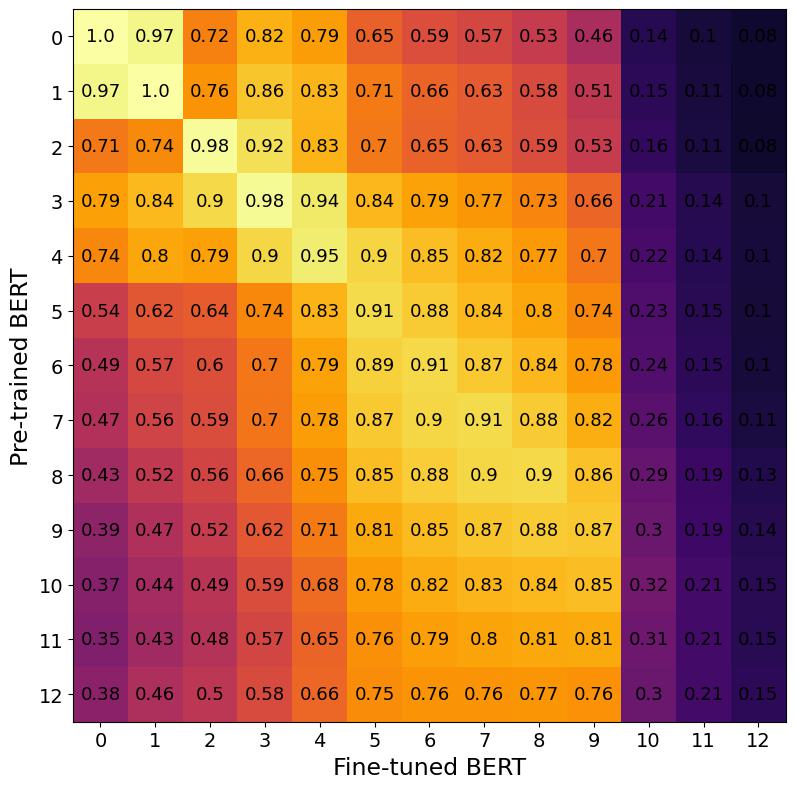 Pre-trained BERT
0 1.0 0.97 0.72 0.82 0.79 0.65 0.59 0.57 0.53 0.46 0.14 0.1 0.08
1 0.97 1.0 0.76 0.86 0.83 0.71 0.66 0.63 0.58 0.51 0.15 0.11 0.08
2 0.71 0.74 0.98 0.92 0.83 0.7 0.65 0.63 0.59 0.53 0.16 0.11 0.08
3 0.79 0.84 0.9 0.98 0.94 0.84 0.79 0.77 0.73 0.66 0.21 0.14 0.1
4 0.74 0.8 0.79 0.9 0.95 0.9 0.85 0.82 0.77 0.7 0.22 0.14 0.1
5 0.54 0.62 0.64 0.74 0.83 0.91 0.88 0.84 0.8 0.74 0.23 0.15 0.1
6 0.49 0.57 0.6 0.7 0.79 0.89 0.91 0.87 0.84 0.78 0.24 0.15 0.1
7 0.47 0.56 0.59 0.7 0.78 0.87 0.9 0.91 0.88 0.82 0.26 0.16 0.11
8 0.43 0.52 0.56 0.66 0.75 0.85 0.88 0.9 0.9 0.86 0.29 0.19 0.13
9 0.39 0.47 0.52 0.62 0.71 0.81 0.85 0.87 0.88 0.87 0.3 0.19 0.14
10 0.37 0.44 0.49 0.59 0.68 0.78 0.82 0.83 0.84 0.85 0.32 0.21 0.15
11 0.35 0.43 0.48 0.57 0.65 0.76 0.79 0.8 0.81 0.81 0.31 0.21 0.15
12 0.38 0.46 0.5 0.58 0.66 0.75 0.76 0.76 0.77 0.76 0.3 0.21 0.15
0 1 2 3 4 5 6 7 8 9 10 11 12
Fine-tuned BERT